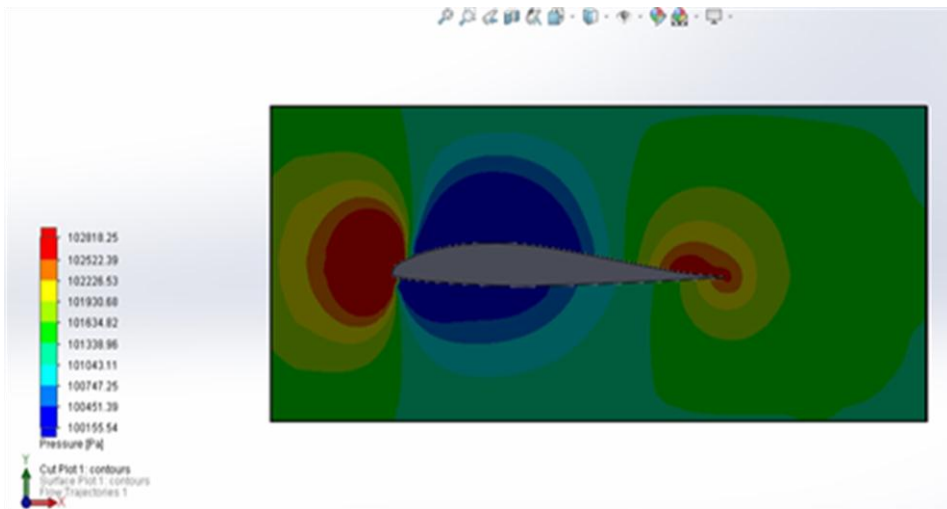 102818.25
102522.39
102226.53
101930.68
101634.82
101338.96
101043.11
100747.25
100451.39
100155.54
Pressure [Pa]
Cut Plot 1: contours
Surface Plot 1: contours
Flow Trajectories 1
Y
X